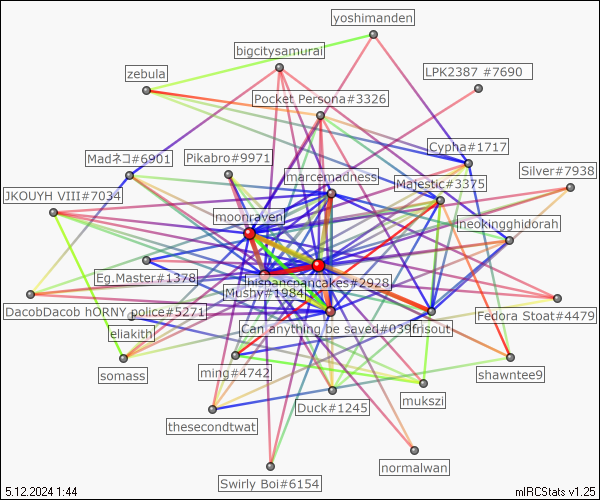 yoshimanden
bigcitysamurai
zebula
LPK2387 #7690
Pocket Persona#3326
Cypha#1717
Madネコ#6901
Pikabro#9971
marcemadness
Silver#7938
Majestic#3375
JKOUYH VIII#7034
moonraven
neokingghidorah
Eg.Master#1378
hispancpancakes#2928
Mushy#1984
DacobDacob hORNY police#5271
Fedora Stoat#4479
eliakith
Can anything be saved#039
frisout
somass
ming#4742
shawntee9
Duck#1245
mukszi
thesecondtwat
normalwan
Swirly Boi#6154
5.12.2024 1:44
mIRCStats v1.25